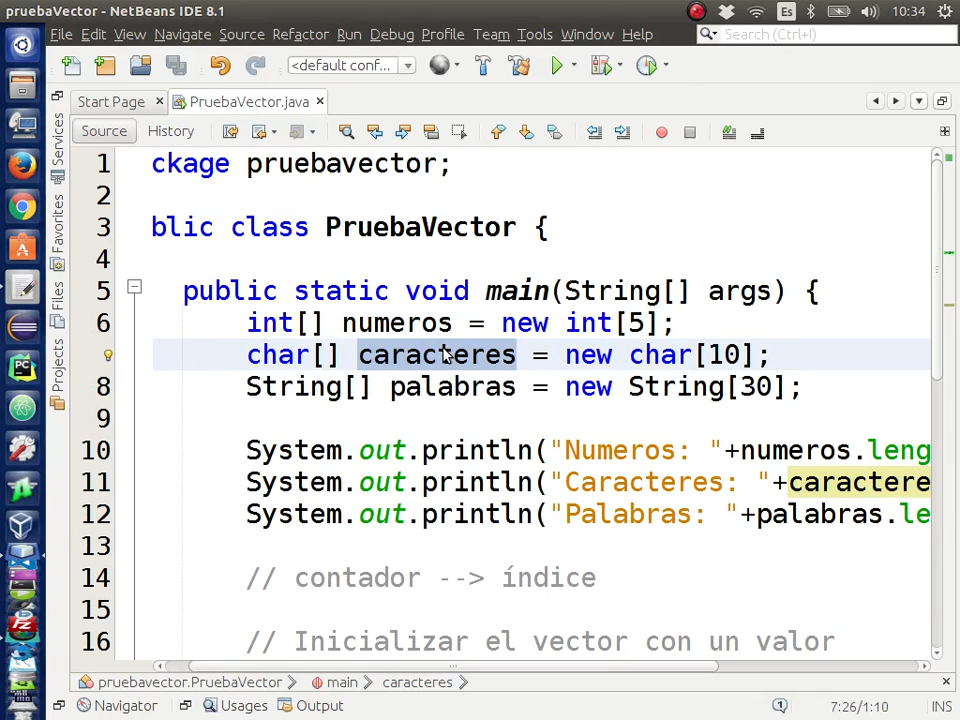 pruebaVector - NetBeans IDE 8.1
Es
10:34
File Edit View Navigate Source Refactor Run Debug Profile Team Tools Window Help
Search (Ctrl+I)
<default conf...
Start Page
PruebaVector.java
Source History
Services
Favorites
Files
Projects
1 ckage pruebavector;
2
3 blic class PruebaVector {
4
5 public static void main(String[] args) {
6 int[] numeros = new int[5];
char[] caracteres = new char[10];
8 String[] palabras = new String[30];
9
10 System.out.println("Numeros: "+numeros.leng
11 System.out.println("Caracteres: "+caractere
12 System.out.println("Palabras: "+palabras.le
13
14 // contador --> índice
15
16 // Inicializar el vector con un valor
pruebavector.PruebaVector main caracteres
Navigator Usages Output
1
7:26/1:10
INS